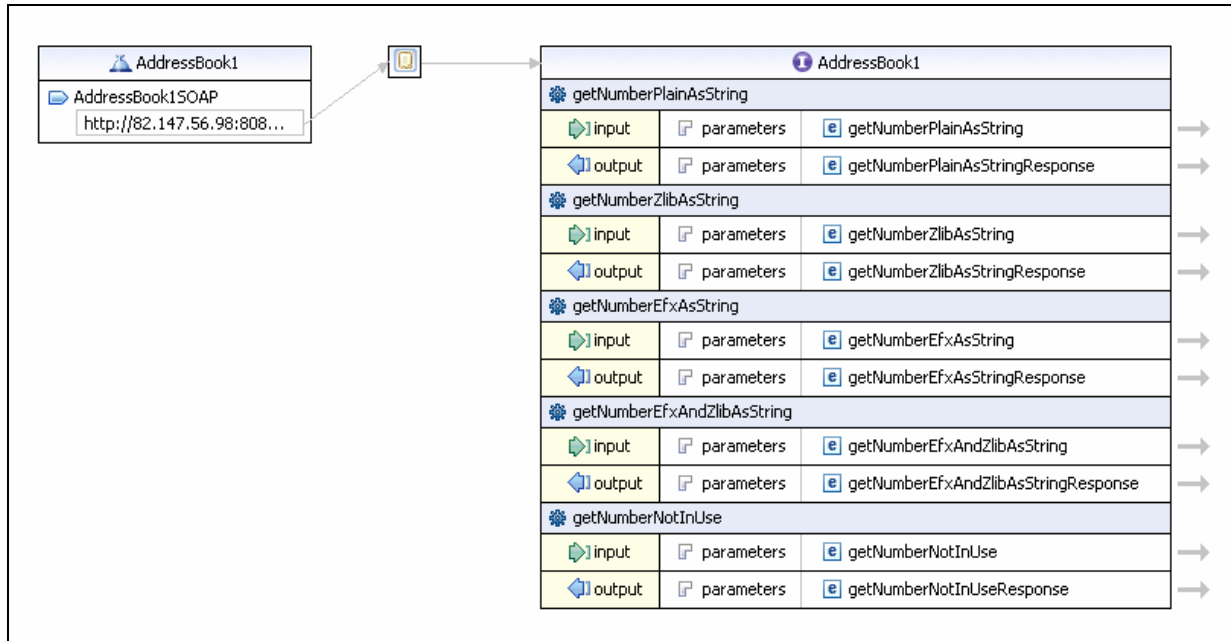 AddressBook1
AddressBook1SOAP
http://82.147.56.98:808...
AddressBook1
getNumberPlainAsString
input parameters e getNumberPlainAsString
output parameters e getNumberPlainAsStringResponse
getNumberZlibAsString
input parameters e getNumberZlibAsString
output parameters e getNumberZlibAsStringResponse
getNumberEfxAsString
input parameters e getNumberEfxAsString
output parameters e getNumberEfxAsStringResponse
getNumberEfxAndZlibAsString
input parameters e getNumberEfxAndZlibAsString
output parameters e getNumberEfxAndZlibAsStringResponse
getNumberNotInUse
input parameters e getNumberNotInUse
output parameters e getNumberNotInUseResponse